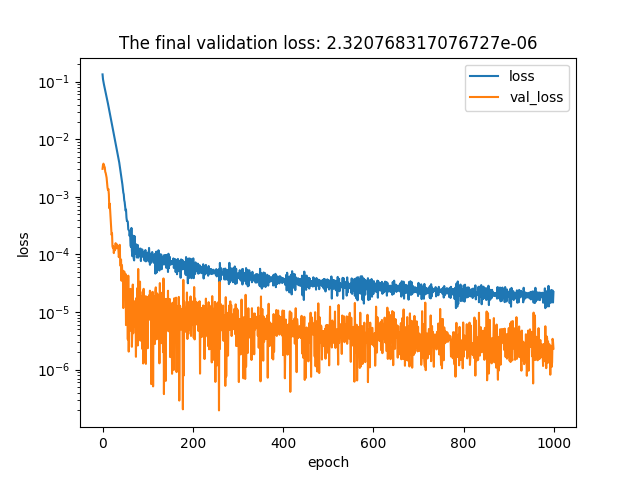 The final validation loss: 2.320768317076727e-06
loss
val_loss
10⁻¹
10⁻²
10⁻³
10⁻⁴
10⁻⁵
10⁻⁶
loss
0 200 400 600 800 1000
epoch